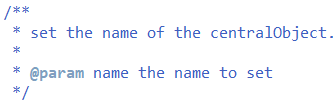 /**
 * set the name of the centralObject.
 *
 * @param name the name to set
 */